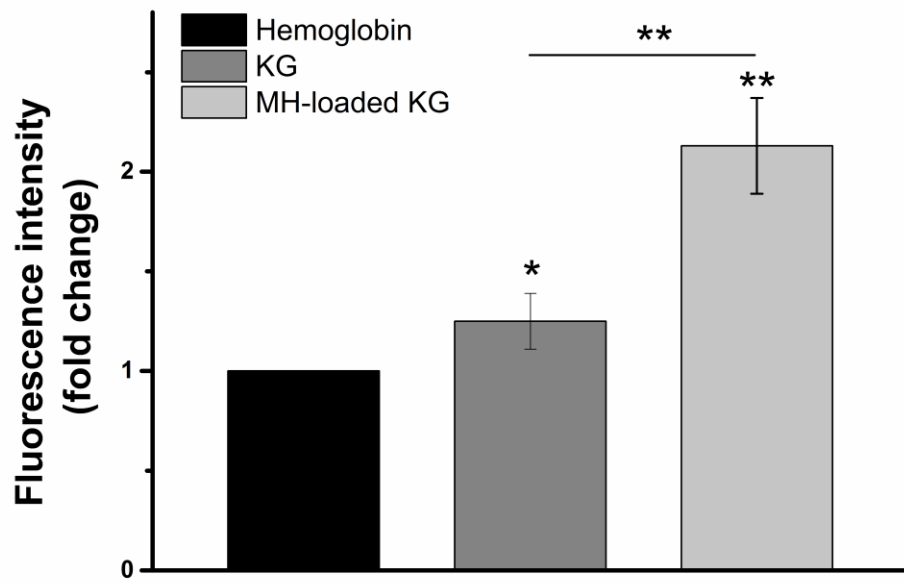 Hemoglobin
KG
MH-loaded KG
**
**
*
Fluorescence intensity
(fold change)
2
1
0